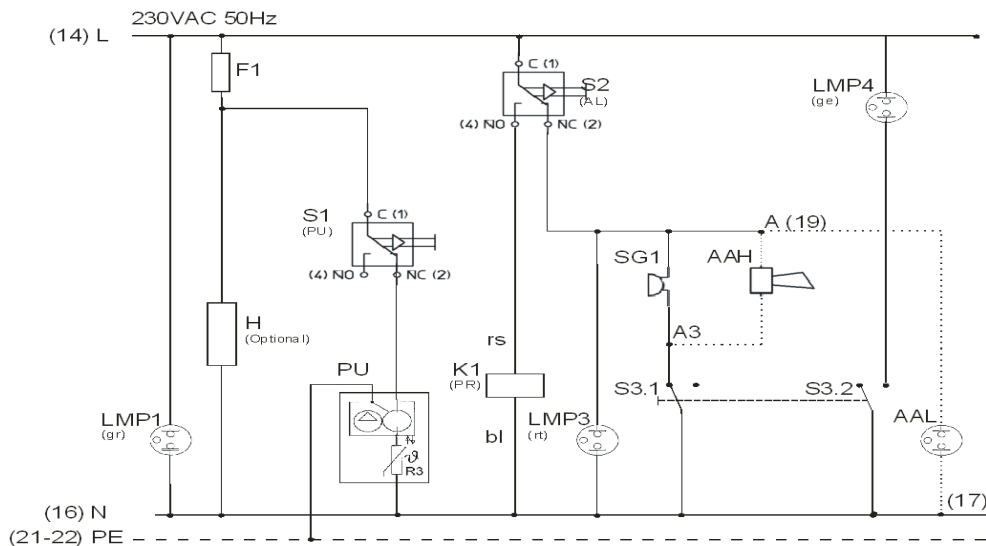 230VAC 50Hz
(14) L
F1
C (1)
S2
(AL)
LMP4
(ge)
(4) NO
NC (2)
S1
(PU)
C (1)
A (19)
(4) NO
NC (2)
SG1
AAH
H
(Optional)
rs
A3
PU
K1
(PR)
S3.1
S3.2
LMP1
(gr)
bl
LMP3
(rt)
AAL
N
ϑ
R3
(16) N
(17)
(21-22) PE